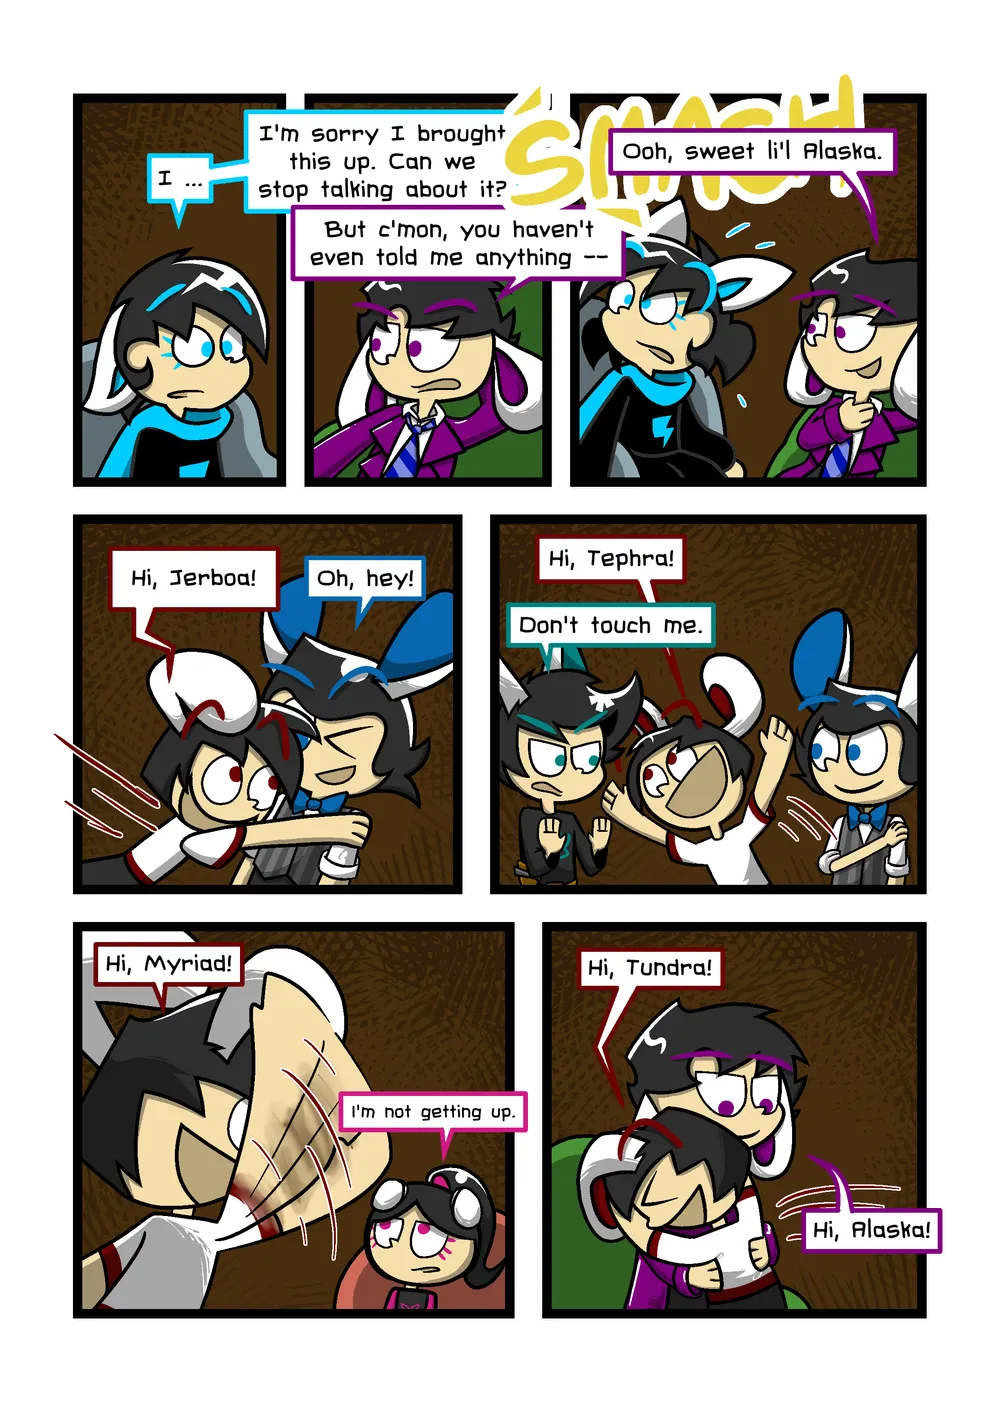 I ...
I'm sorry I brought
this up. Can we
stop talking about it?
But c'mon, you haven't
even told me anything --
SMASH
Ooh, sweet li'l Alaska.
Hi, Jerboa!
Oh, hey!
Hi, Tephra!
Don't touch me.
Hi, Myriad!
I'm not getting up.
Hi, Tundra!
Hi, Alaska!